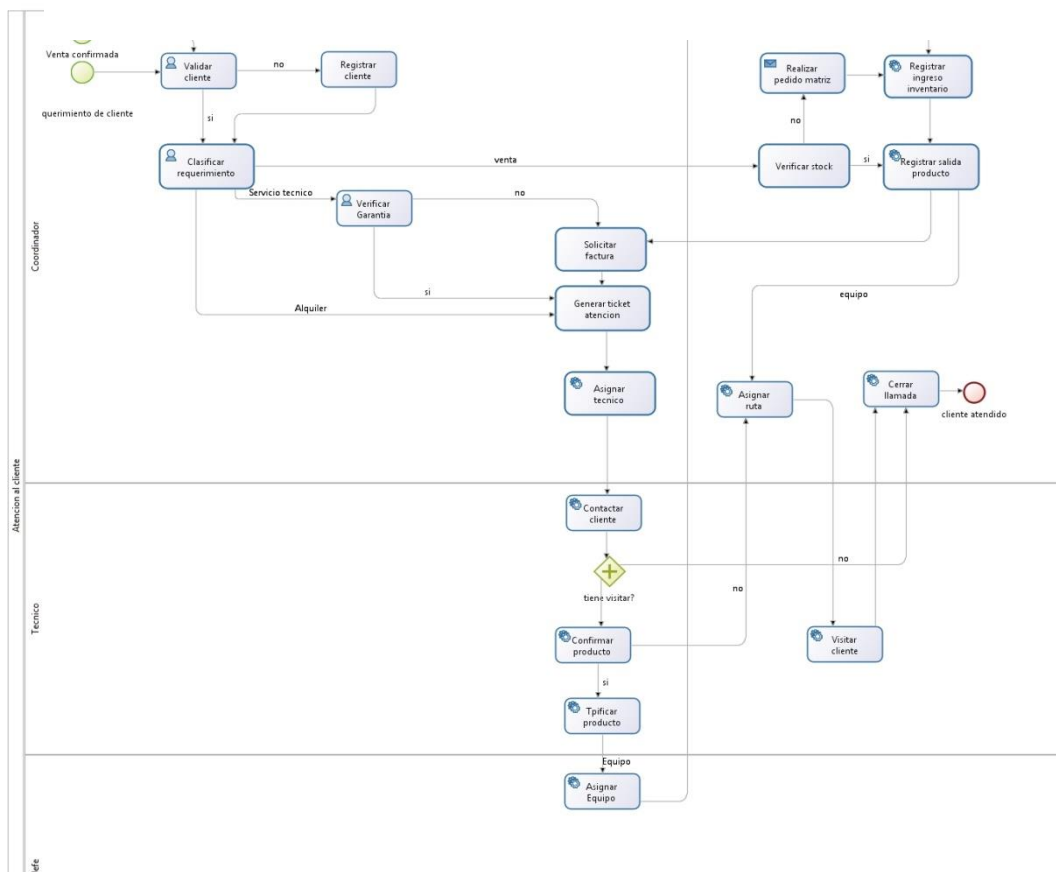 Venta confirmada
Validar
cliente
no
Registrar
cliente
Realizar
pedido matriz
Registrar
ingreso
inventario
querimiento de cliente
si
no
Clasificar
requerimiento
venta
Verificar stock
si
Registrar salida
producto
Servicio tecnico
Verificar
Garantia
no
Solicitar
factura
Coordinador
si
Generar ticket
atencion
Alquiler
equipo
Asignar
tecnico
Asignar
ruta
Cerrar
llamada
cliente atendido
Atencion al cliente
Contactar
cliente
no
tiene visitar?
no
Tecnico
Confirmar
producto
Visitar
cliente
si
Tpificar
producto
Equipo
Asignar
Equipo
Jefe